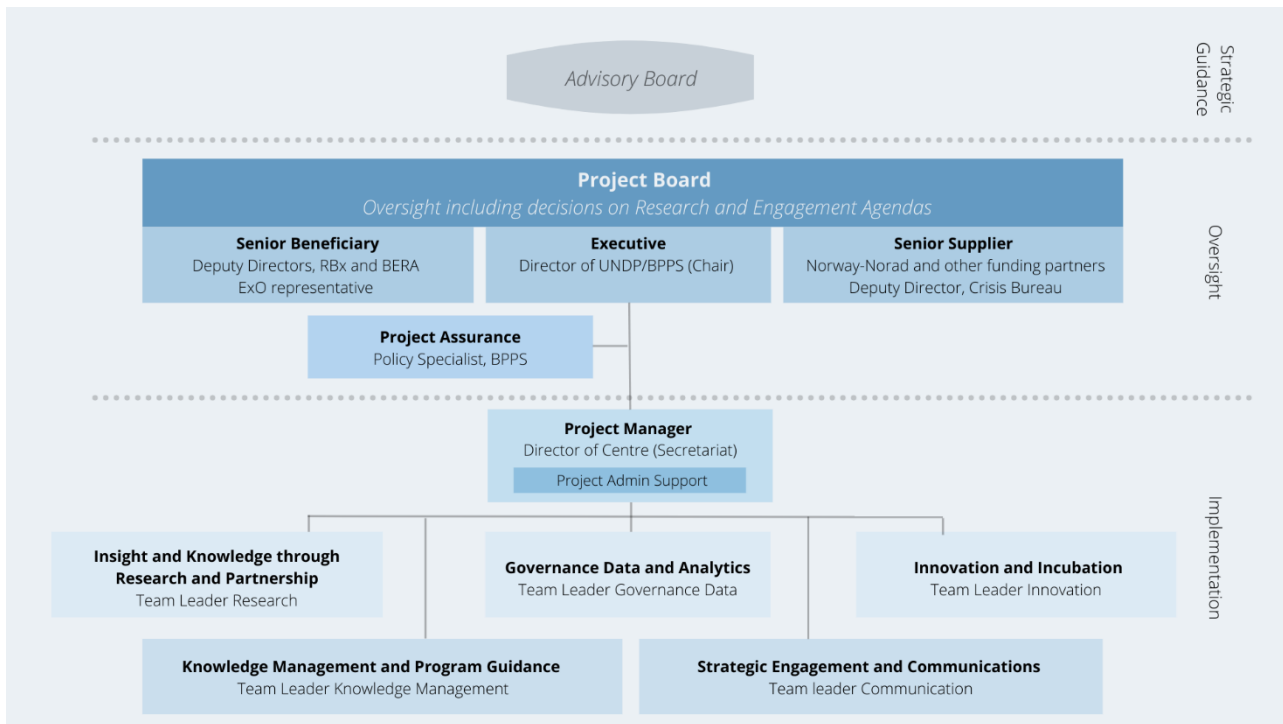 Advisory Board
Strategic
Guidance
Project Board
Oversight including decisions on Research and Engagement Agendas
Senior Beneficiary
Deputy Directors, RBx and BERA
ExO representative
Executive
Director of UNDP/BPPS (Chair)
Senior Supplier
Norway-Norad and other funding partners
Deputy Director, Crisis Bureau
Oversight
Project Assurance
Policy Specialist, BPPS
Project Manager
Director of Centre (Secretariat)
Project Admin Support
Implementation
Insight and Knowledge through
Research and Partnership
Team Leader Research
Governance Data and Analytics
Team Leader Governance Data
Innovation and Incubation
Team Leader Innovation
Knowledge Management and Program Guidance
Team Leader Knowledge Management
Strategic Engagement and Communications
Team leader Communication